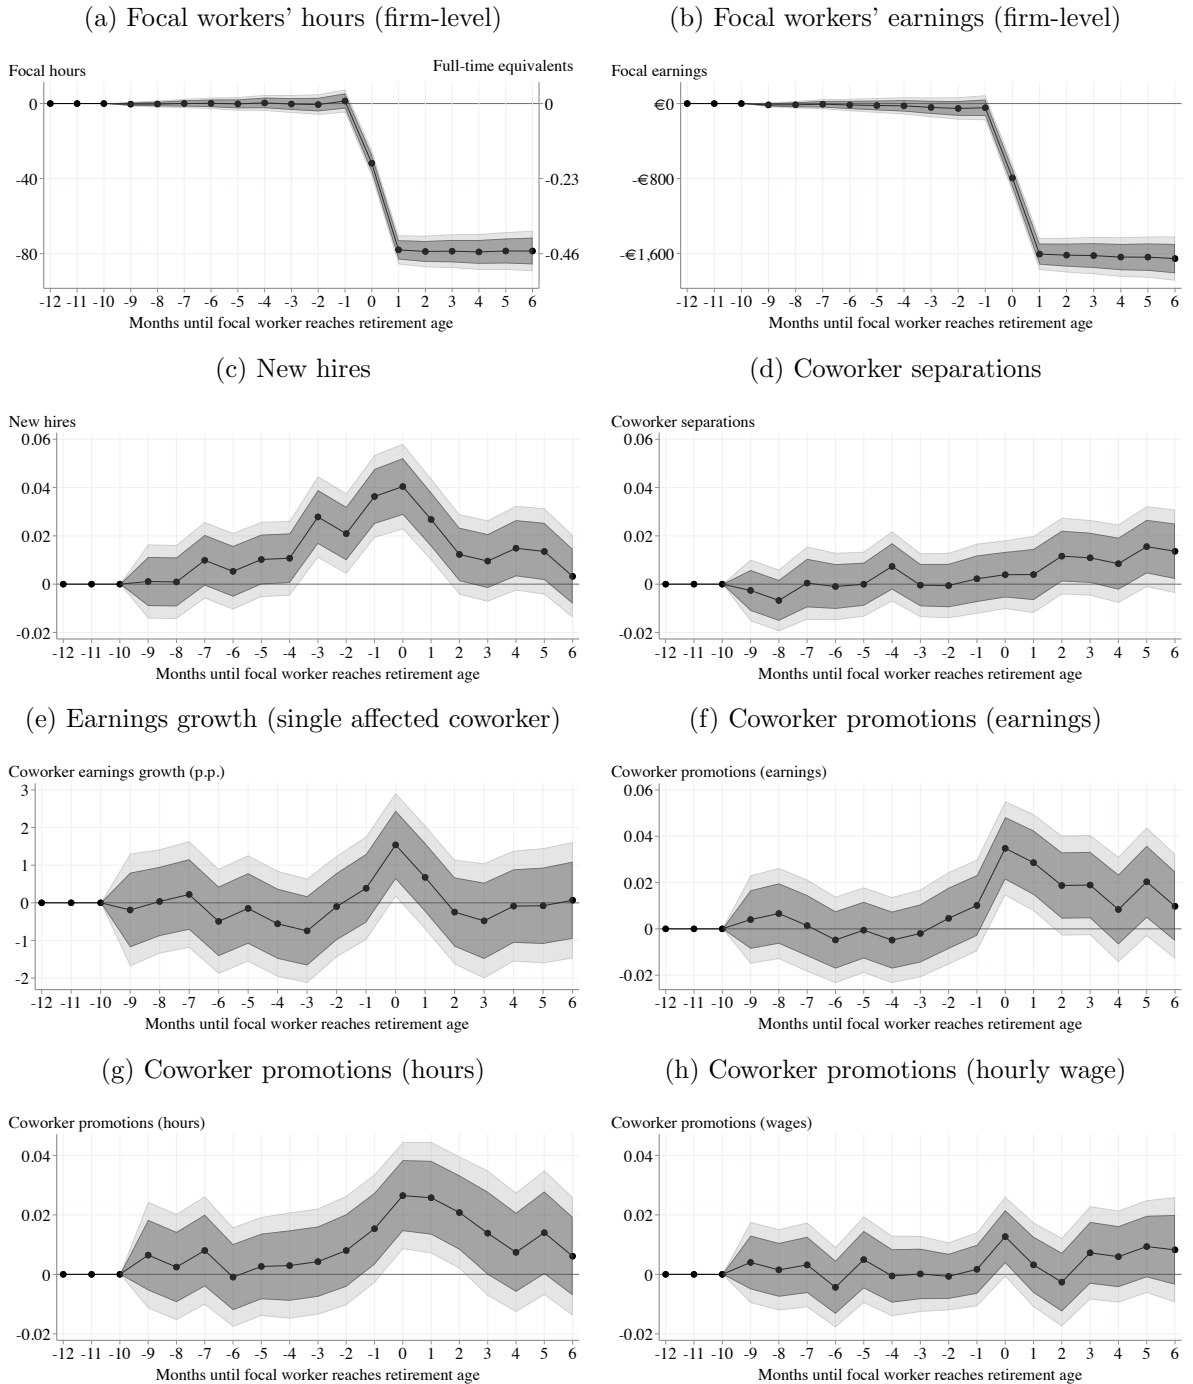 (a) Focal workers' hours (firm-level)
Focal hours
Full-time equivalents
0
-40
-80
0
-0.23
-0.46
-12 -11 -10 -9 -8 -7 -6 -5 -4 -3 -2 -1 0 1 2 3 4 5 6
Months until focal worker reaches retirement age
(b) Focal workers' earnings (firm-level)
Focal earnings
€0
-€800
-€1,600
-12 -11 -10 -9 -8 -7 -6 -5 -4 -3 -2 -1 0 1 2 3 4 5 6
Months until focal worker reaches retirement age
(c) New hires
New hires
0.06
0.04
0.02
0
-0.02
-12 -11 -10 -9 -8 -7 -6 -5 -4 -3 -2 -1 0 1 2 3 4 5 6
Months until focal worker reaches retirement age
(d) Coworker separations
Coworker separations
0.06
0.04
0.02
0
-0.02
-12 -11 -10 -9 -8 -7 -6 -5 -4 -3 -2 -1 0 1 2 3 4 5 6
Months until focal worker reaches retirement age
(e) Earnings growth (single affected coworker)
Coworker earnings growth (p.p.)
3
2
1
0
-1
-2
-12 -11 -10 -9 -8 -7 -6 -5 -4 -3 -2 -1 0 1 2 3 4 5 6
Months until focal worker reaches retirement age
(f) Coworker promotions (earnings)
Coworker promotions (earnings)
0.06
0.04
0.02
0
-0.02
-12 -11 -10 -9 -8 -7 -6 -5 -4 -3 -2 -1 0 1 2 3 4 5 6
Months until focal worker reaches retirement age
(g) Coworker promotions (hours)
Coworker promotions (hours)
0.04
0.02
0
-0.02
-12 -11 -10 -9 -8 -7 -6 -5 -4 -3 -2 -1 0 1 2 3 4 5 6
Months until focal worker reaches retirement age
(h) Coworker promotions (hourly wage)
Coworker promotions (wages)
0.04
0.02
0
-0.02
-12 -11 -10 -9 -8 -7 -6 -5 -4 -3 -2 -1 0 1 2 3 4 5 6
Months until focal worker reaches retirement age